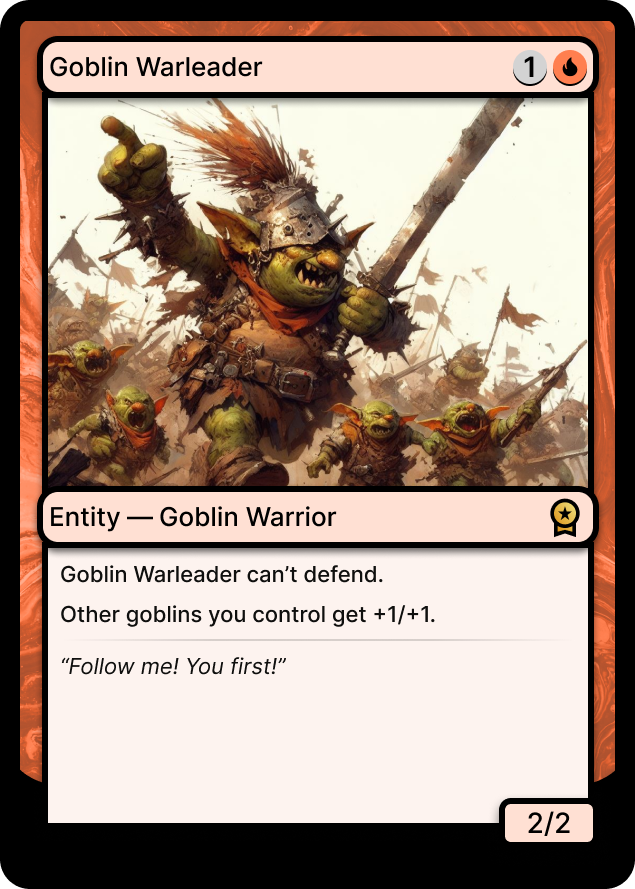 Goblin Warleader
1
Entity — Goblin Warrior
Goblin Warleader can’t defend.
Other goblins you control get +1/+1.
“Follow me! You first!”
2/2